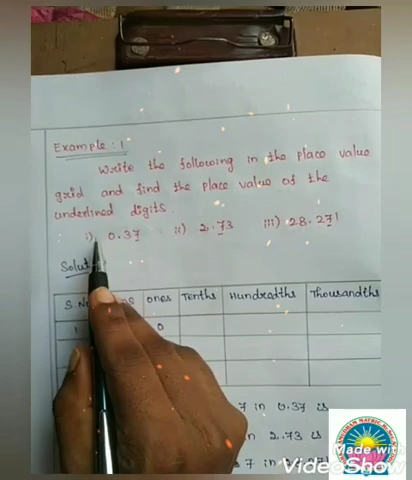 Example : 1
Write the following in the place value
grid and find the place value of the
underlined digits.
i) 0.37 ii) 2.73 iii) 28.271
S.No ones Tenths Hundredths Thousandths
1 0
7 in 0.37 is
in 2.73 is
7 in
Made with
VideoShow